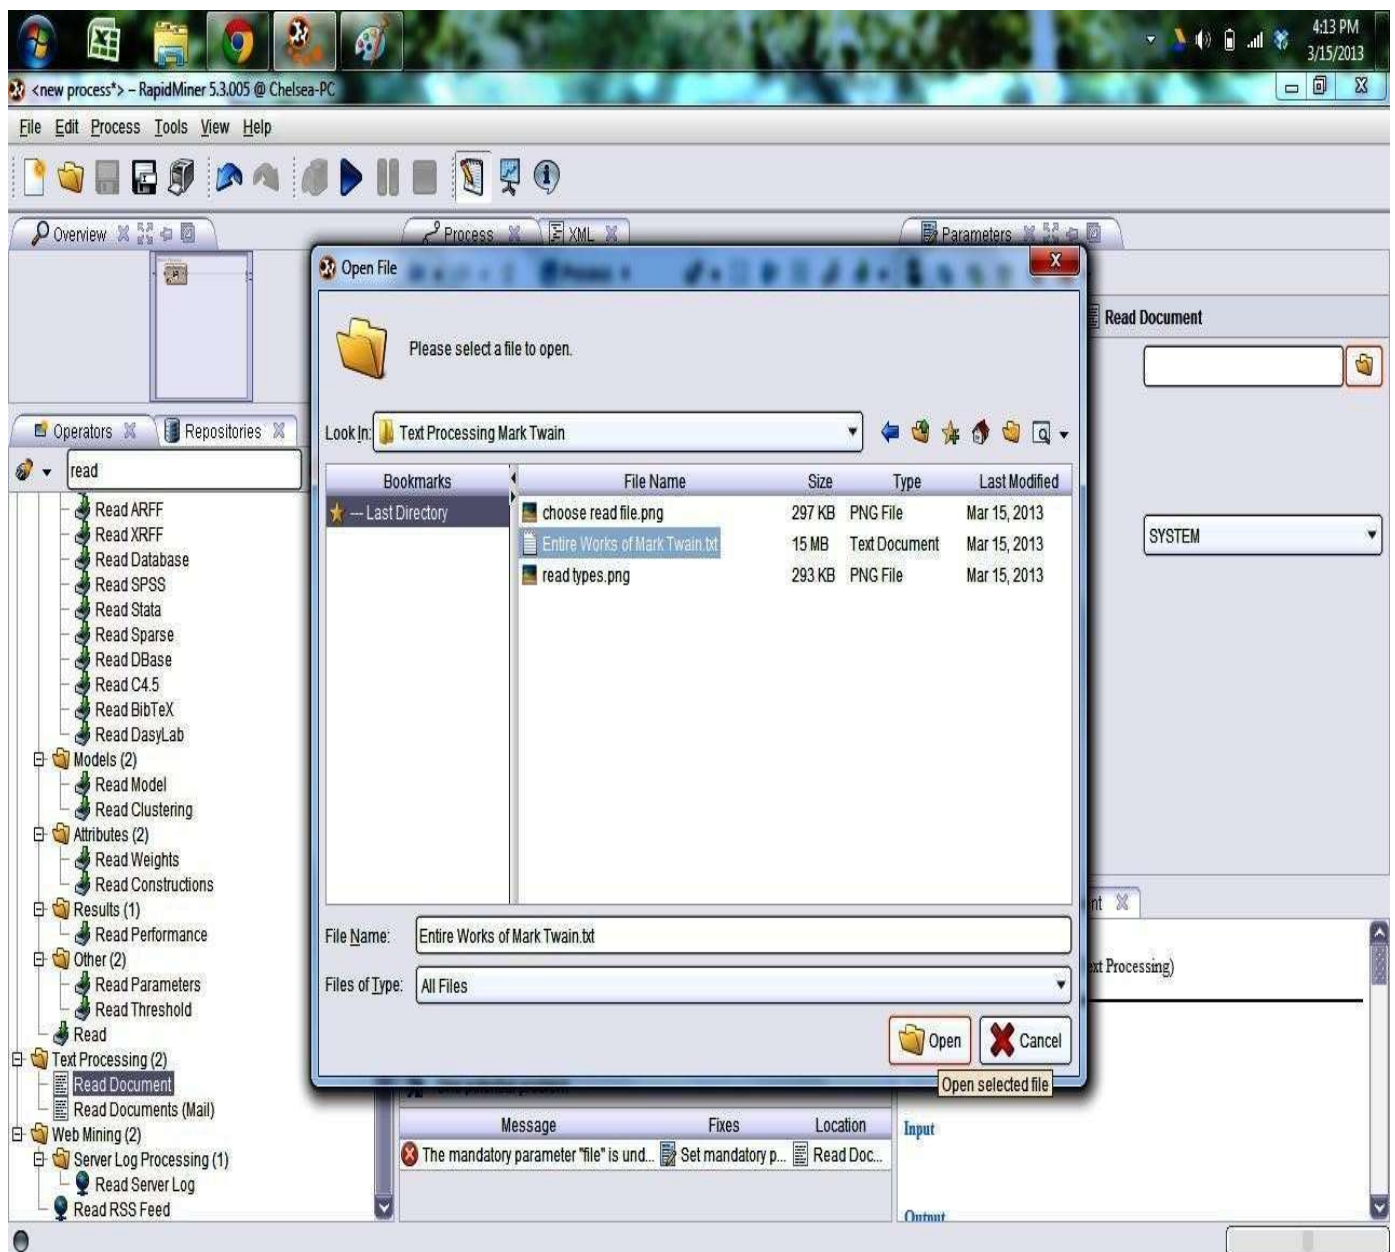 4:13 PM
3/15/2013
<new process*> – RapidMiner 5.3.005 @ Chelsea-PC
File Edit Process Tools View Help
Overview
Process XML
Parameters
Open File
Read Document
Please select a file to open.
Operators Repositories
Look In: Text Processing Mark Twain
read
Bookmarks File Name Size Type Last Modified
--- Last Directory
choose read file.png 297 KB PNG File Mar 15, 2013
Entire Works of Mark Twain.txt 15 MB Text Document Mar 15, 2013
read types.png 293 KB PNG File Mar 15, 2013
SYSTEM
Read ARFF
Read XRFF
Read Database
Read SPSS
Read Stata
Read Sparse
Read DBase
Read C4.5
Read BibTeX
Read DasyLab
Models (2)
Read Model
Read Clustering
Attributes (2)
Read Weights
Read Constructions
Results (1)
Read Performance
Other (2)
Read Parameters
Read Threshold
Read
Text Processing (2)
Read Document
Read Documents (Mail)
Web Mining (2)
Server Log Processing (1)
Read Server Log
Read RSS Feed
File Name: Entire Works of Mark Twain.txt
Files of Type: All Files
Open Cancel
Open selected file
nt
ext Processing)
Message Fixes Location
The mandatory parameter "file" is und... Set mandatory p... Read Doc...
Input
Output